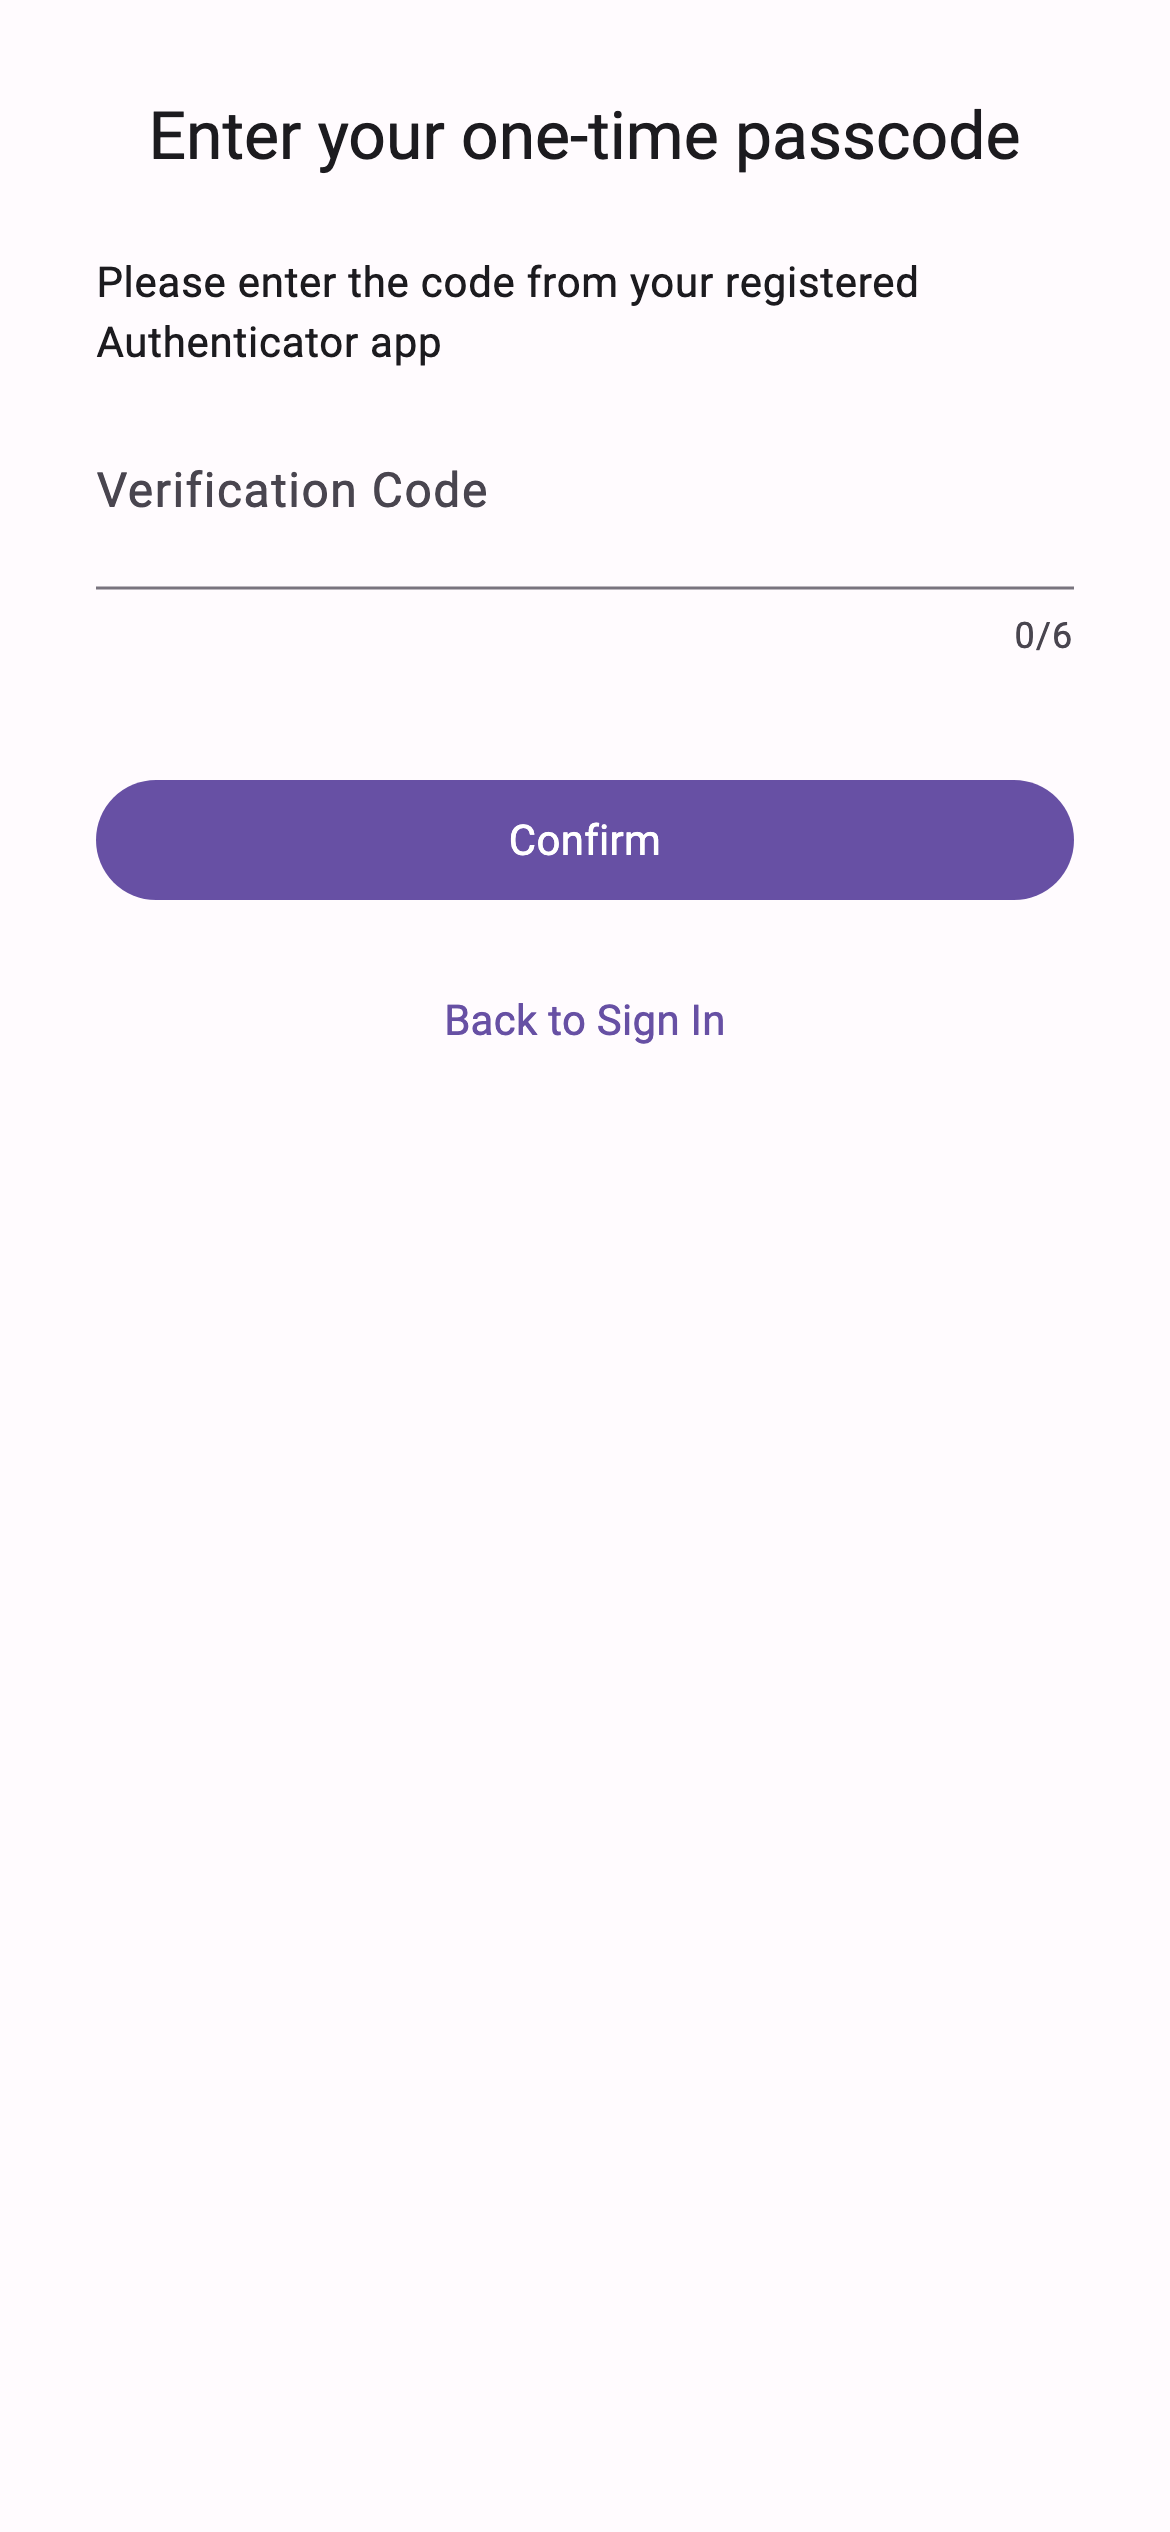 Enter your one-time passcode
Please enter the code from your registered
Authenticator app
Verification Code
0/6
Confirm
Back to Sign In